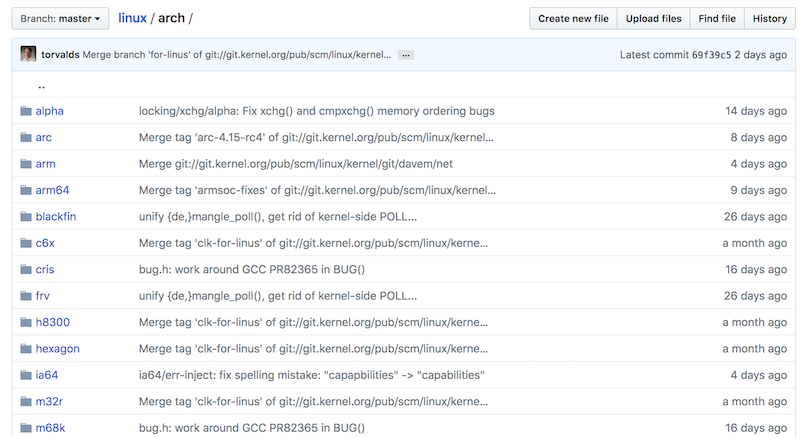 Branch: master linux / arch / Create new file Upload files Find file History
torvalds Merge branch 'for-linus' of git://git.kernel.org/pub/scm/linux/kernel... ... Latest commit 69f39c5 2 days ago
..
alpha locking/xchg/alpha: Fix xchg() and cmpxchg() memory ordering bugs 14 days ago
arc Merge tag 'arc-4.15-rc4' of git://git.kernel.org/pub/scm/linux/kernel... 8 days ago
arm Merge git://git.kernel.org/pub/scm/linux/kernel/git/davem/net 4 days ago
arm64 Merge tag 'armsoc-fixes' of git://git.kernel.org/pub/scm/linux/kernel... 9 days ago
blackfin unify {de,}mangle_poll(), get rid of kernel-side POLL... 26 days ago
c6x Merge tag 'clk-for-linus' of git://git.kernel.org/pub/scm/linux/kerne... a month ago
cris bug.h: work around GCC PR82365 in BUG() 16 days ago
frv unify {de,}mangle_poll(), get rid of kernel-side POLL... 26 days ago
h8300 Merge tag 'clk-for-linus' of git://git.kernel.org/pub/scm/linux/kerne... a month ago
hexagon Merge tag 'clk-for-linus' of git://git.kernel.org/pub/scm/linux/kerne... a month ago
ia64 ia64/err-inject: fix spelling mistake: "capapbilities" -> "capabilities" 4 days ago
m32r Merge tag 'clk-for-linus' of git://git.kernel.org/pub/scm/linux/kerne... a month ago
m68k bug.h: work around GCC PR82365 in BUG() 16 days ago